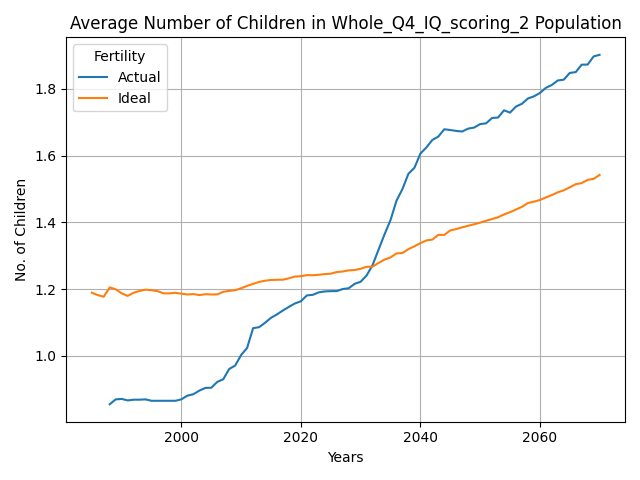 Average Number of Children in Whole_Q4_IQ_scoring_2 Population
Fertility
Actual
Ideal
No. of Children
1.8
1.6
1.4
1.2
1.0
2000
2020
2040
2060
Years